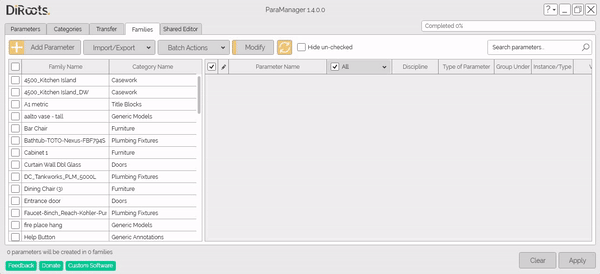 DiRoots.
ParaManager 1.4.0.0
? - _ X
Parameters Categories Transfer Families Shared Editor
Completed 0%
Add Parameter Import/Export Batch Actions Modify Hide un-checked Search parameters..
Family Name Category Name Parameter Name All Discipline Type of Parameter Group Under Instance/Type V
4500_Kitchen island Casework
4500_Kitchen island_DW Casework
A1 metric Title Blocks
aalto vase - tall Generic Models
Bar Chair Furniture
Bathtub-TOTO-Nexus-FBF794S Plumbing Fixtures
Cabinet 1 Furniture
Curtain Wall Dbl Glass Doors
DC_Tankworks_PLM_5000L Plumbing Fixtures
Dining Chair (3) Furniture
Entrance door Doors
Faucet-8inch_Reach-Kohler-Pur Plumbing Fixtures
fire place hang Generic Models
Help Button Generic Annotations
0 parameters will be created in 0 families
Feedback Donate Custom Software
Clear Apply